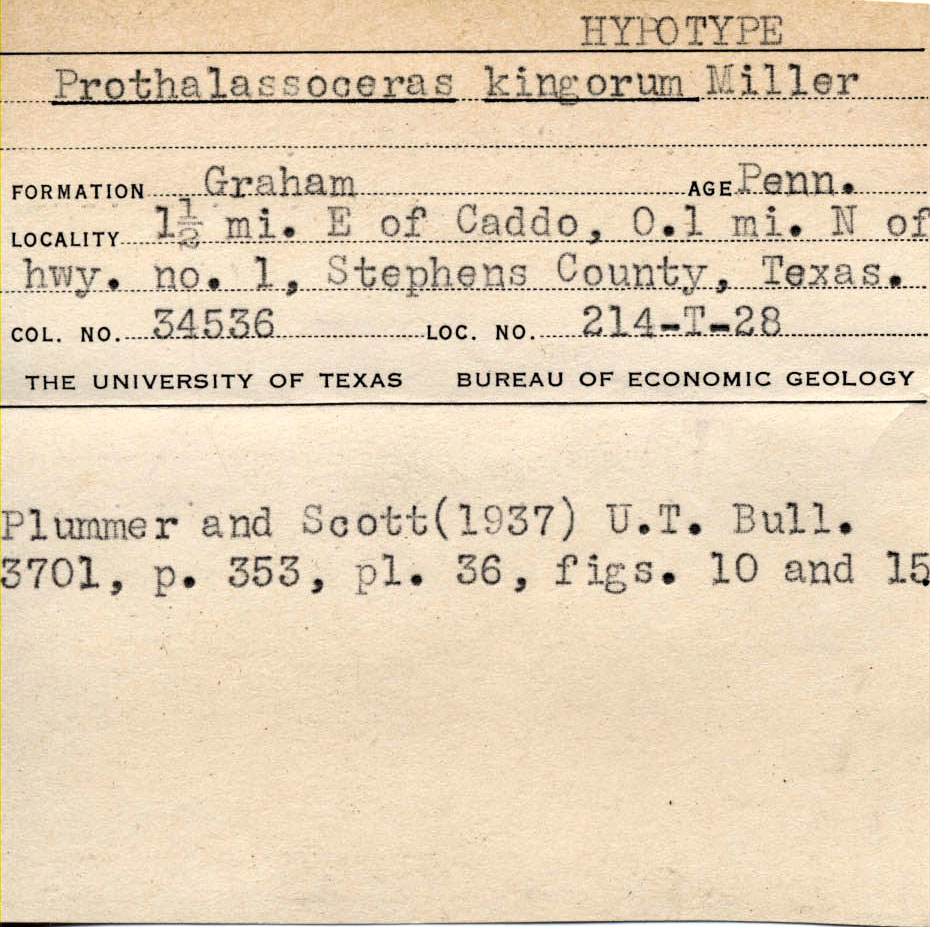 HYPOTYPE
Prothalassoceras kingorum Miller
FORMATION Graham AGE Penn.
LOCALITY 1½ mi. E of Caddo, 0.1 mi. N of
hwy. no. 1, Stephens County, Texas.
COL. NO. 34536 LOC. NO. 214-T-28
THE UNIVERSITY OF TEXAS BUREAU OF ECONOMIC GEOLOGY
Plummer and Scott(1937) U.T. Bull.
3701, p. 353, pl. 36, figs. 10 and 15.